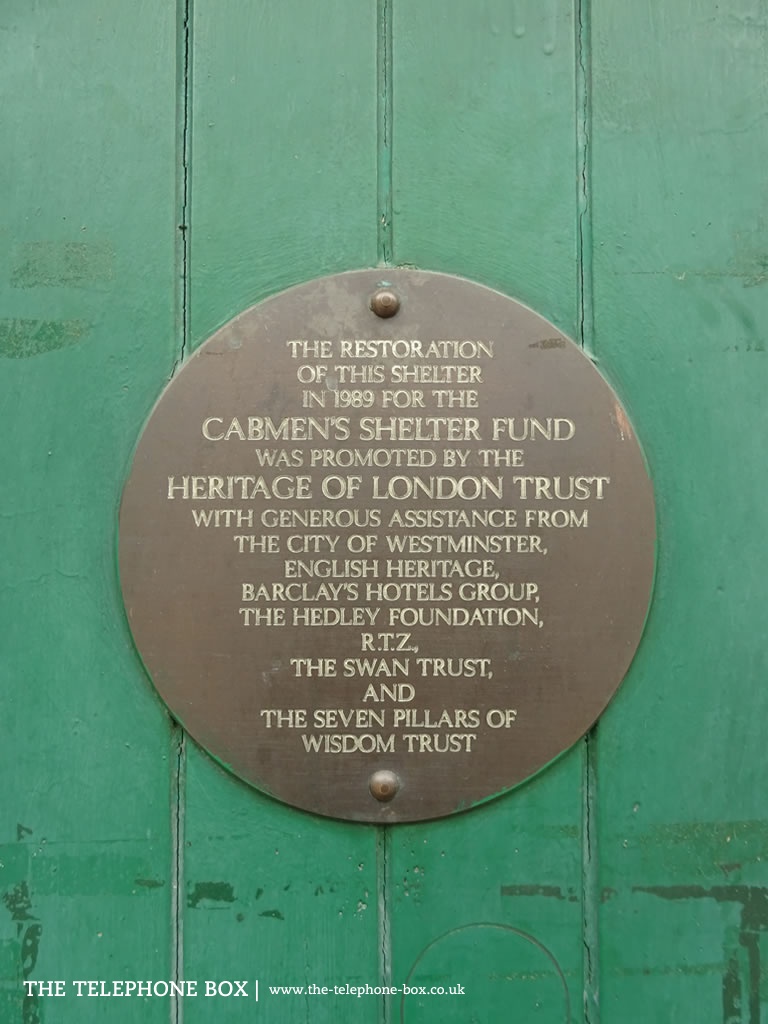 THE RESTORATION
OF THIS SHELTER
IN 1989 FOR THE
CABMEN'S SHELTER FUND
WAS PROMOTED BY THE
HERITAGE OF LONDON TRUST
WITH GENEROUS ASSISTANCE FROM
THE CITY OF WESTMINSTER,
ENGLISH HERITAGE,
BARCLAY'S HOTELS GROUP,
THE HEDLEY FOUNDATION,
R.T.Z.,
THE SWAN TRUST,
AND
THE SEVEN PILLARS OF
WISDOM TRUST
THE TELEPHONE BOX | www.the-telephone-box.co.uk